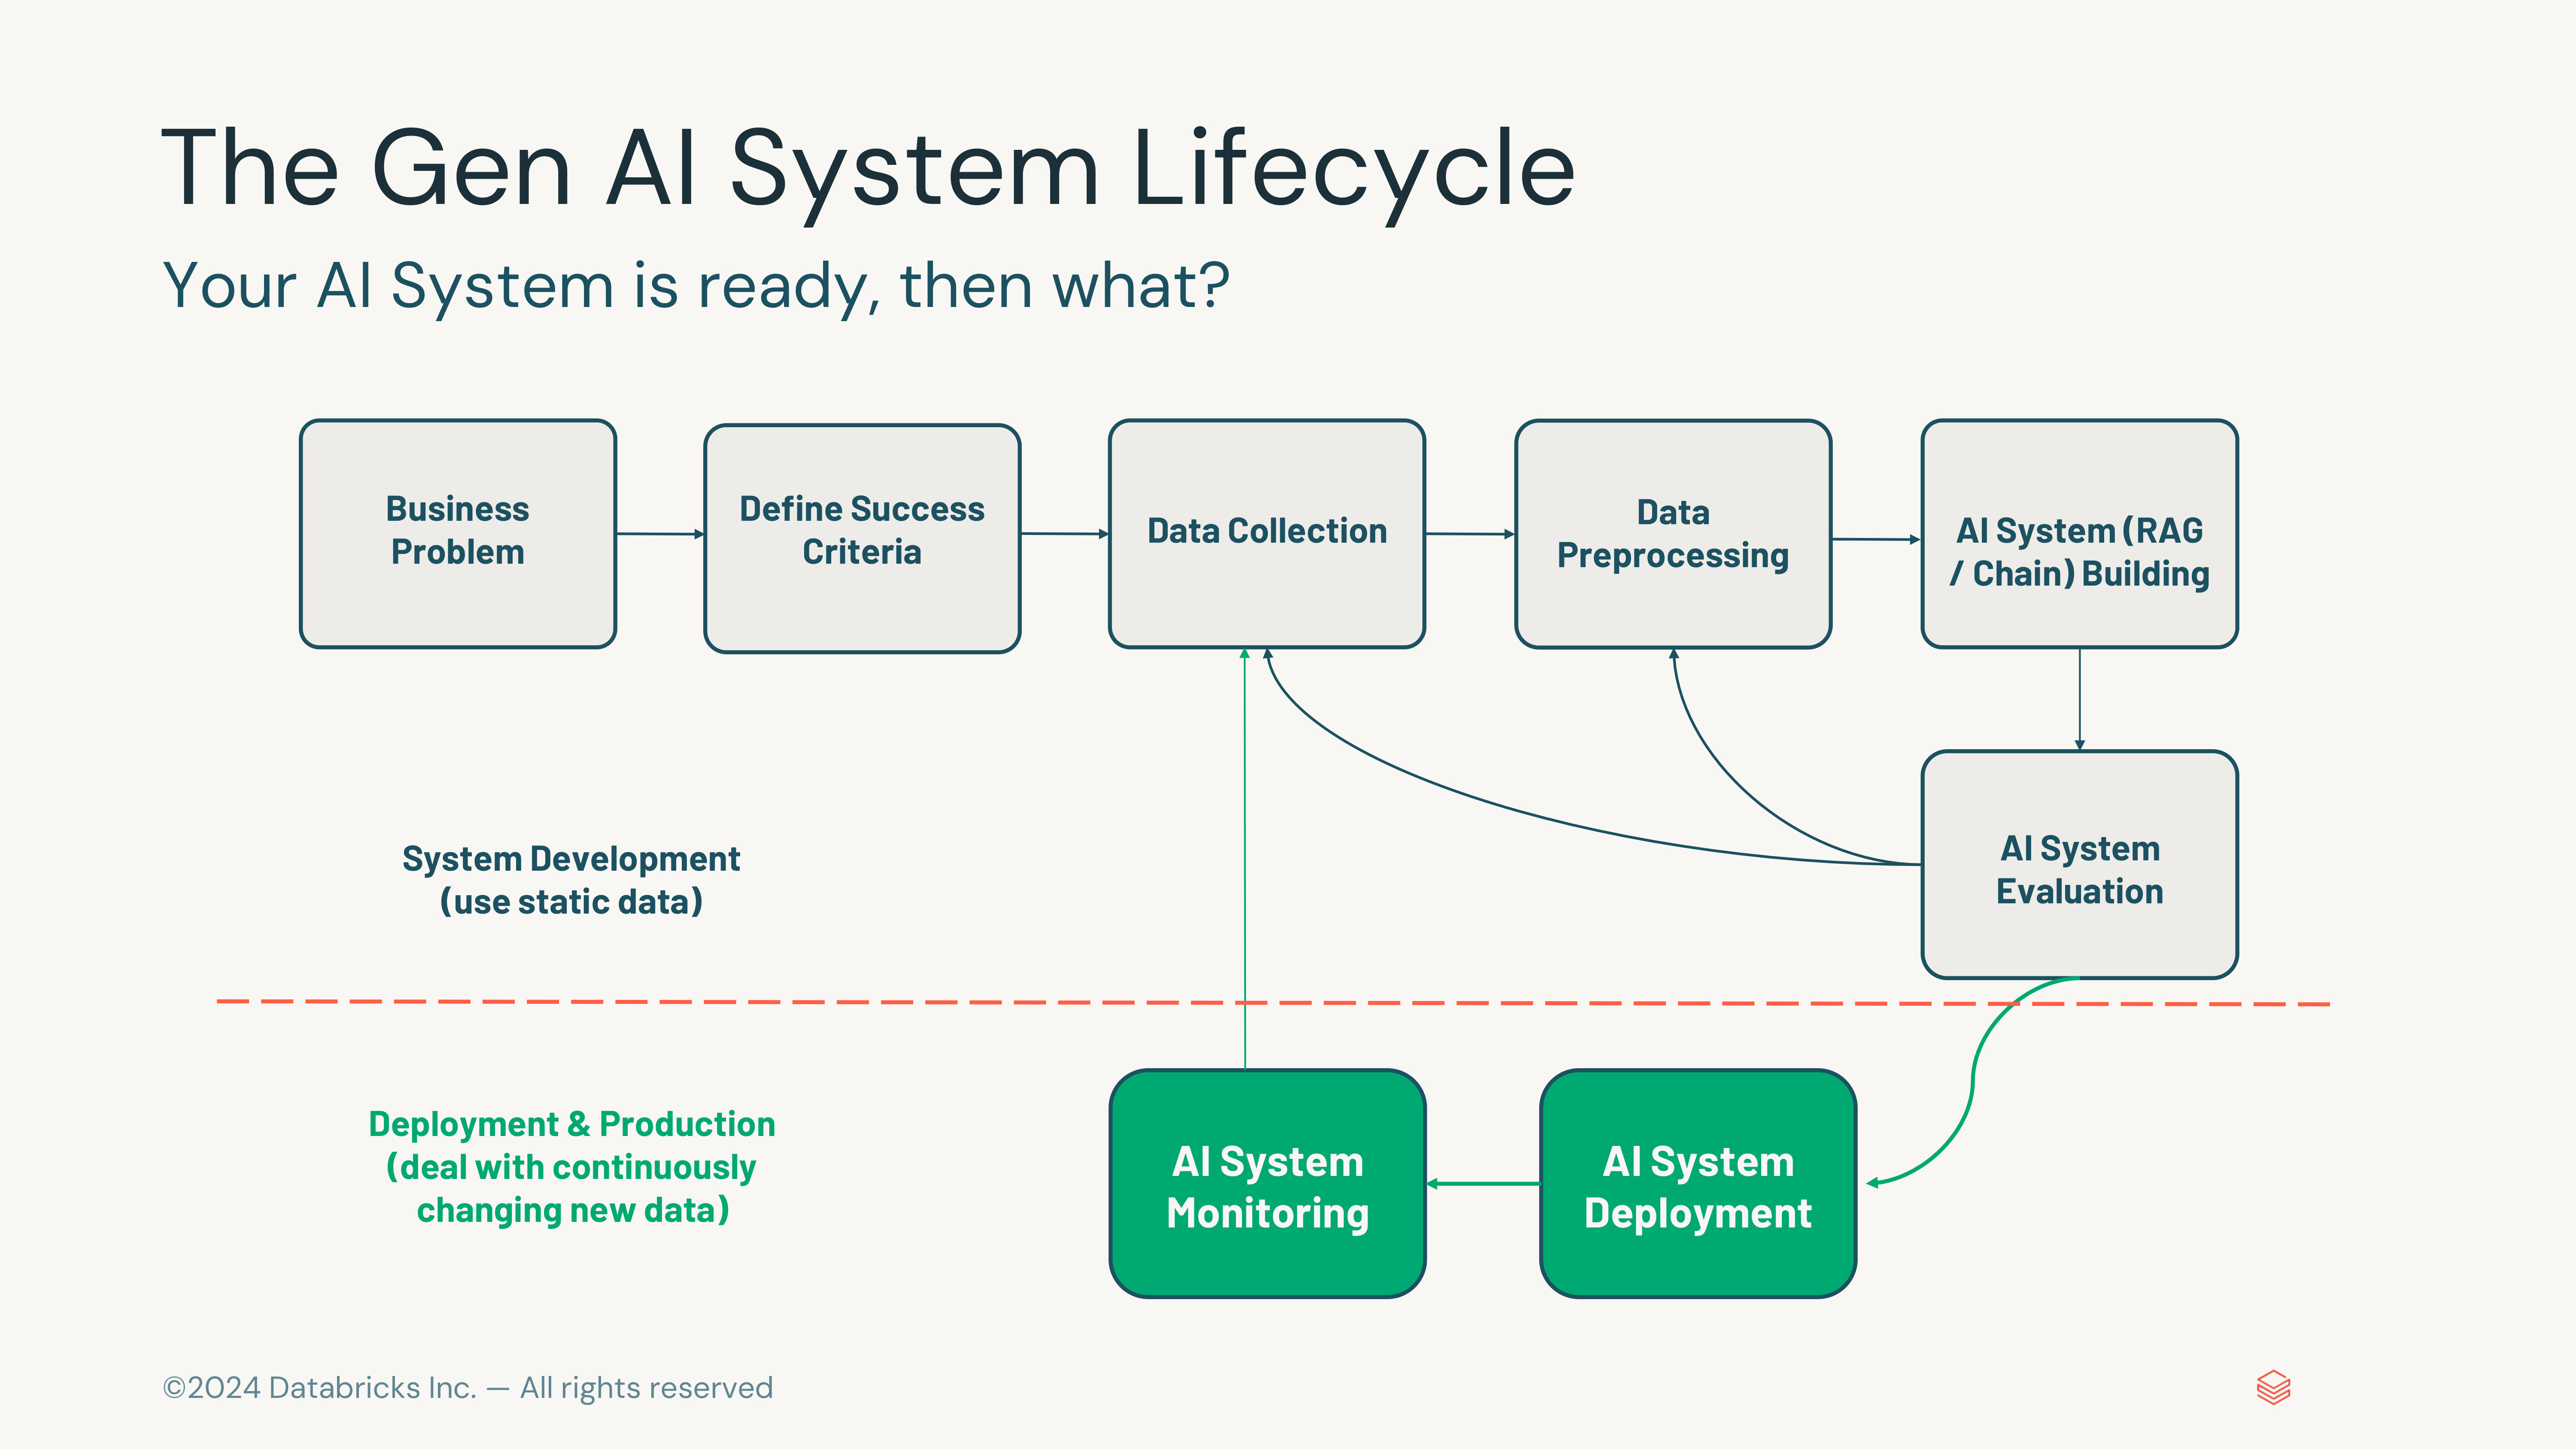 The Gen AI System Lifecycle
Your AI System is ready, then what?
Business
Problem
Define Success
Criteria
Data Collection
Data
Preprocessing
AI System (RAG
/ Chain) Building
AI System
Evaluation
System Development
(use static data)
Deployment & Production
(deal with continuously
changing new data)
AI System
Monitoring
AI System
Deployment
©2024 Databricks Inc. — All rights reserved